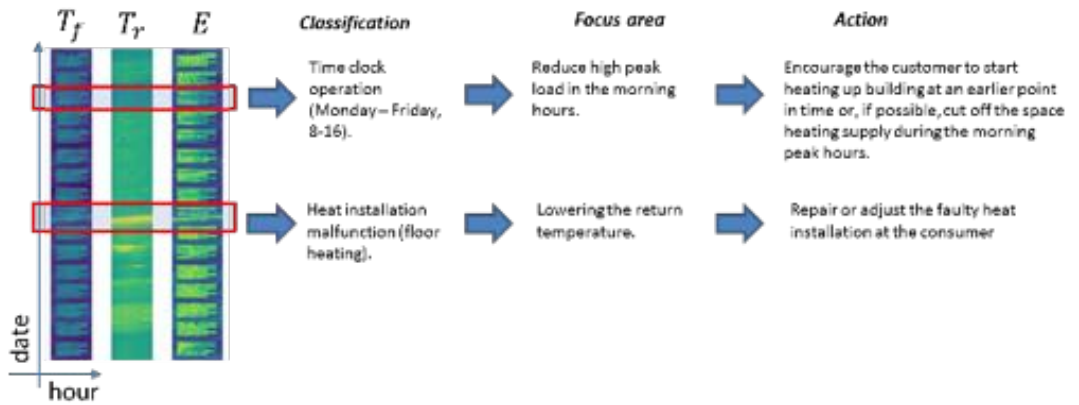 T_f T_r E Classification Focus area Action
Time clock
operation
(Monday – Friday,
8-16).
Reduce high peak
load in the morning
hours.
Encourage the customer to start
heating up building at an earlier point
in time or, if possible, cut off the space
heating supply during the morning
peak hours.
Heat installation
malfunction (floor
heating).
Lowering the return
temperature.
Repair or adjust the faulty heat
installation at the consumer
date
hour